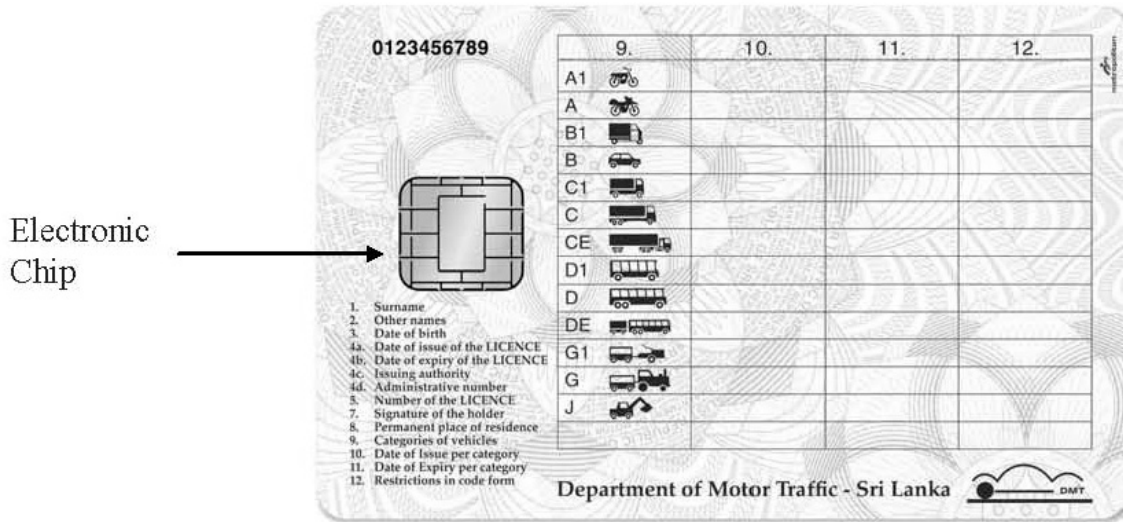 0123456789
Electronic
Chip
9. 10. 11. 12.
A1
A
B1
B
C1
C
CE
D1
D
DE
G1
G
J
1. Surname
2. Other names
3. Date of birth
4a. Date of issue of the LICENCE
4b. Date of expiry of the LICENCE
4c. Issuing authority
4d. Administrative number
5. Number of the LICENCE
7. Signature of the holder
8. Permanent place of residence
9. Categories of vehicles
10. Date of Issue per category
11. Date of Expiry per category
12. Restrictions in code form
Department of Motor Traffic - Sri Lanka
DMT